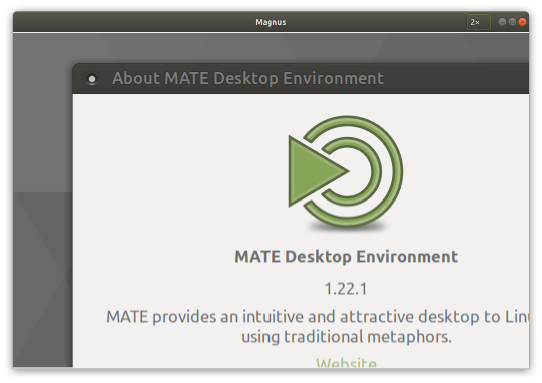 Magnus
2×
About MATE Desktop Environment
MATE Desktop Environment
1.22.1
MATE provides an intuitive and attractive desktop to Lin
using traditional metaphors.
Website